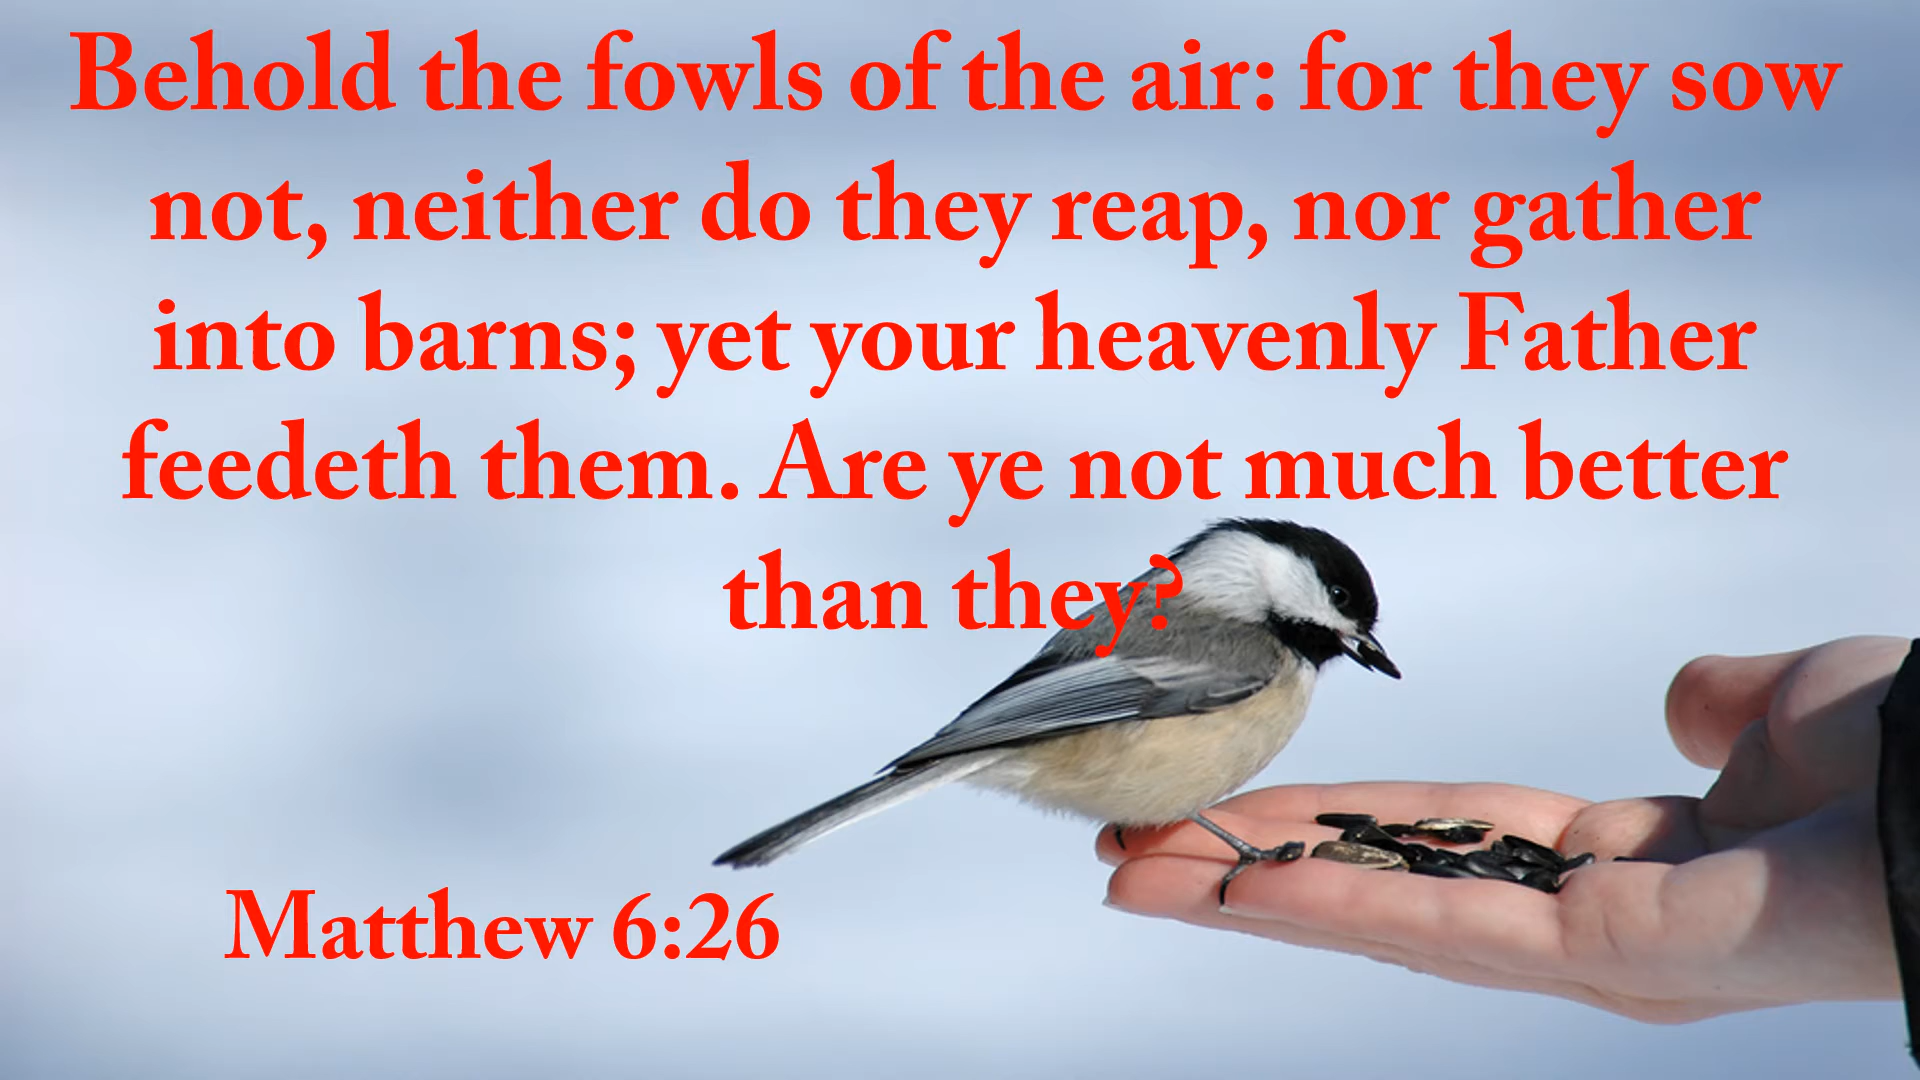 Behold the fowls of the air: for they sow
not, neither do they reap, nor gather
into barns; yet your heavenly Father
feedeth them. Are ye not much better
than they?
Matthew 6:26